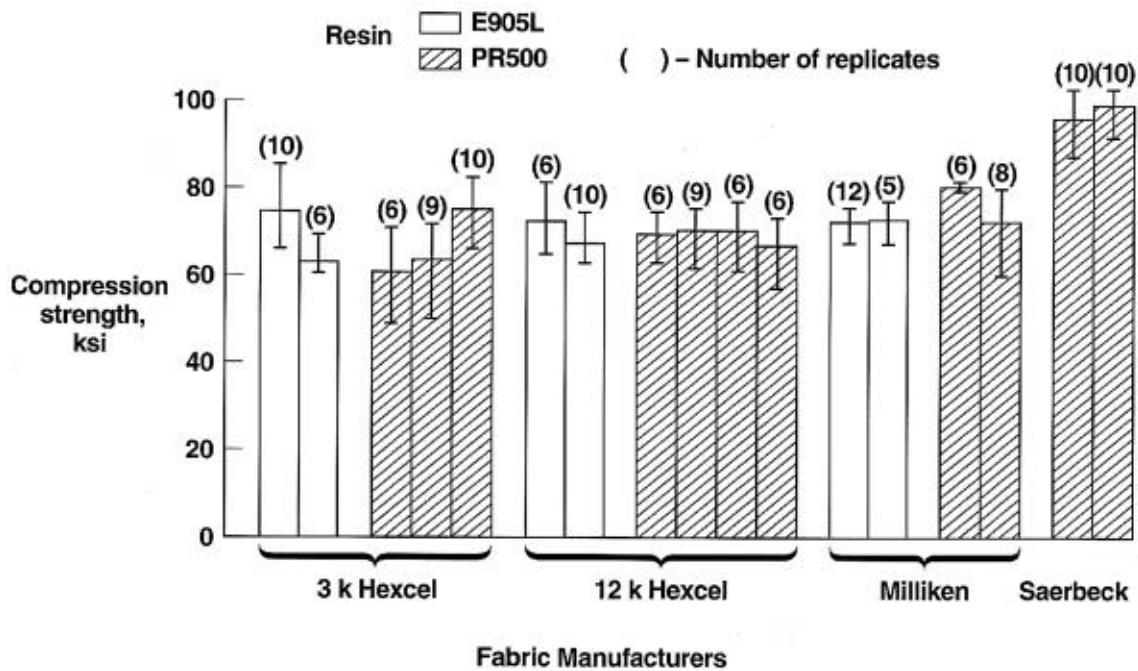 Resin
E905L
PR500
( ) – Number of replicates
100
80
60
40
20
0
Compression
strength,
ksi
(10)
(6)
(6)
(9)
(10)
(6)
(10)
(6)
(9)
(6)
(6)
(12)
(5)
(6)
(8)
(10)
(10)
3 k Hexcel
12 k Hexcel
Milliken
Saerbeck
Fabric Manufacturers